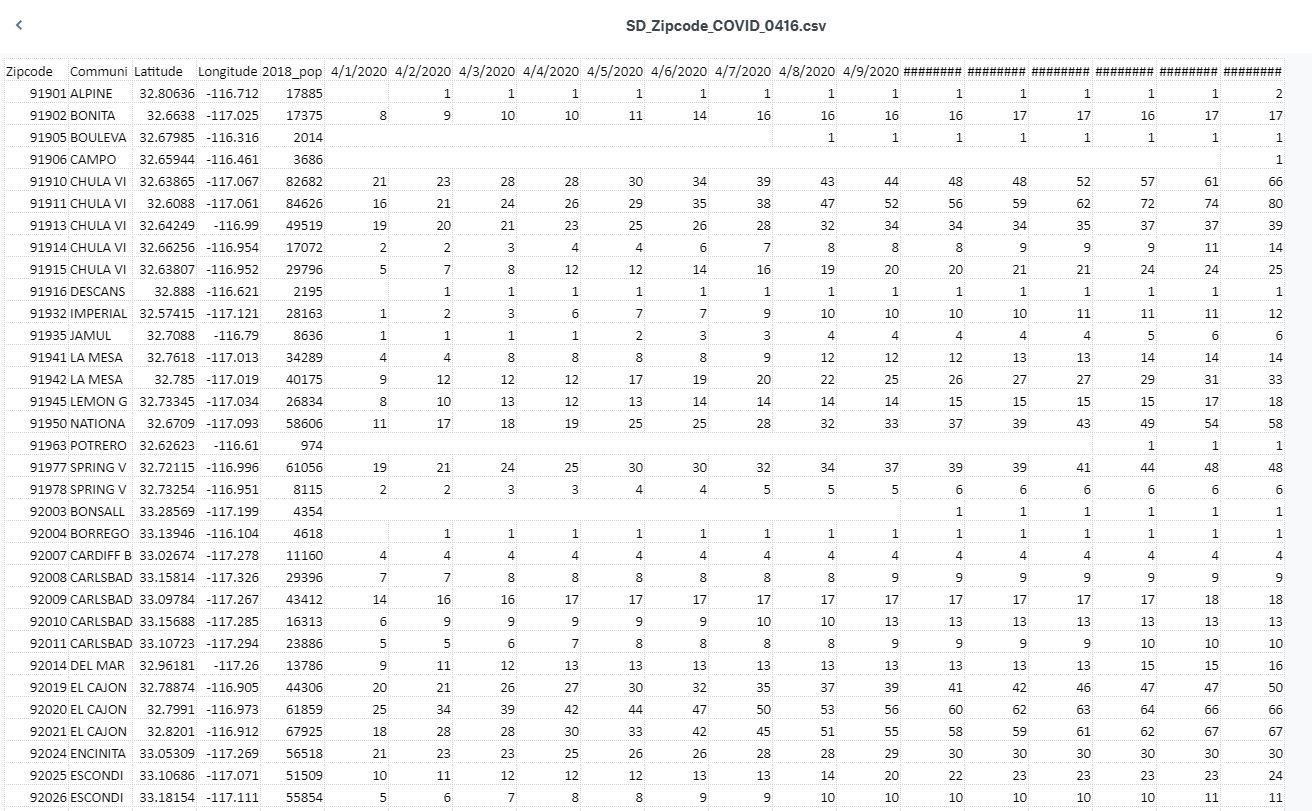 SD_Zipcode_COVID_0416.csv
Zipcode Communi Latitude Longitude 2018_pop 4/1/2020 4/2/2020 4/3/2020 4/4/2020 4/5/2020 4/6/2020 4/7/2020 4/8/2020 4/9/2020 ######## ######## ######## ######## ######## ########
91901 ALPINE 32.80636 -116.712 17885 1 1 1 1 1 1 1 1 1 1 1 1 1 2
91902 BONITA 32.6638 -117.025 17375 8 9 10 10 11 14 16 16 16 16 17 17 16 17 17
91905 BOULEVA 32.67985 -116.316 2014 1 1 1 1 1 1 1 1
91906 CAMPO 32.65944 -116.461 3686 1
91910 CHULA VI 32.63865 -117.067 82682 21 23 28 28 30 34 39 43 44 48 48 52 57 61 66
91911 CHULA VI 32.6088 -117.061 84626 16 21 24 26 29 35 38 47 52 56 59 62 72 74 80
91913 CHULA VI 32.64249 -116.99 49519 19 20 21 23 25 26 28 32 34 34 34 35 37 37 39
91914 CHULA VI 32.66256 -116.954 17072 2 2 3 4 4 6 7 8 8 8 9 9 9 11 14
91915 CHULA VI 32.63807 -116.952 29796 5 7 8 12 12 14 16 19 20 20 21 21 24 24 25
91916 DESCANS 32.888 -116.621 2195 1 1 1 1 1 1 1 1 1 1 1 1 1 1
91932 IMPERIAL 32.57415 -117.121 28163 1 2 3 6 7 7 9 10 10 10 10 11 11 11 12
91935 JAMUL 32.7088 -116.79 8636 1 1 1 1 2 3 3 4 4 4 4 4 5 6 6
91941 LA MESA 32.7618 -117.013 34289 4 4 8 8 8 8 9 12 12 12 13 13 14 14 14
91942 LA MESA 32.785 -117.019 40175 9 12 12 12 17 19 20 22 25 26 27 27 29 31 33
91945 LEMON G 32.73345 -117.034 26834 8 10 13 12 13 14 14 14 14 15 15 15 15 17 18
91950 NATIONA 32.6709 -117.093 58606 11 17 18 19 25 25 28 32 33 37 39 43 49 54 58
91963 POTRERO 32.62623 -116.61 974 1 1 1
91977 SPRING V 32.72115 -116.996 61056 19 21 24 25 30 30 32 34 37 39 39 41 44 48 48
91978 SPRING V 32.73254 -116.951 8115 2 2 3 3 4 4 5 5 5 6 6 6 6 6 6
92003 BONSALL 33.28569 -117.199 4354 1 1 1 1 1 1
92004 BORREGO 33.13946 -116.104 4618 1 1 1 1 1 1 1 1 1 1 1 1 1 1
92007 CARDIFF B 33.02674 -117.278 11160 4 4 4 4 4 4 4 4 4 4 4 4 4 4 4
92008 CARLSBAD 33.15814 -117.326 29396 7 7 8 8 8 8 8 8 9 9 9 9 9 9 9
92009 CARLSBAD 33.09784 -117.267 43412 14 16 16 17 17 17 17 17 17 17 17 17 17 18 18
92010 CARLSBAD 33.15688 -117.285 16313 6 9 9 9 9 9 10 10 13 13 13 13 13 13 13
92011 CARLSBAD 33.10723 -117.294 23886 5 5 6 7 8 8 8 8 9 9 9 9 10 10 10
92014 DEL MAR 32.96181 -117.26 13786 9 11 12 13 13 13 13 13 13 13 13 13 15 15 16
92019 EL CAJON 32.78874 -116.905 44306 20 21 26 27 30 32 35 37 39 41 42 46 47 47 50
92020 EL CAJON 32.7991 -116.973 61859 25 34 39 42 44 47 50 53 56 60 62 63 64 66 66
92021 EL CAJON 32.8201 -116.912 67925 18 28 28 30 33 42 45 51 55 58 59 61 62 67 67
92024 ENCINITA 33.05309 -117.269 56518 21 23 23 25 26 26 28 28 29 30 30 30 30 30 30
92025 ESCONDI 33.10686 -117.071 51509 10 11 12 12 12 13 13 14 20 22 23 23 23 23 24
92026 ESCONDI 33.18154 -117.111 55854 5 6 7 8 8 9 9 10 10 10 10 10 10 11 11